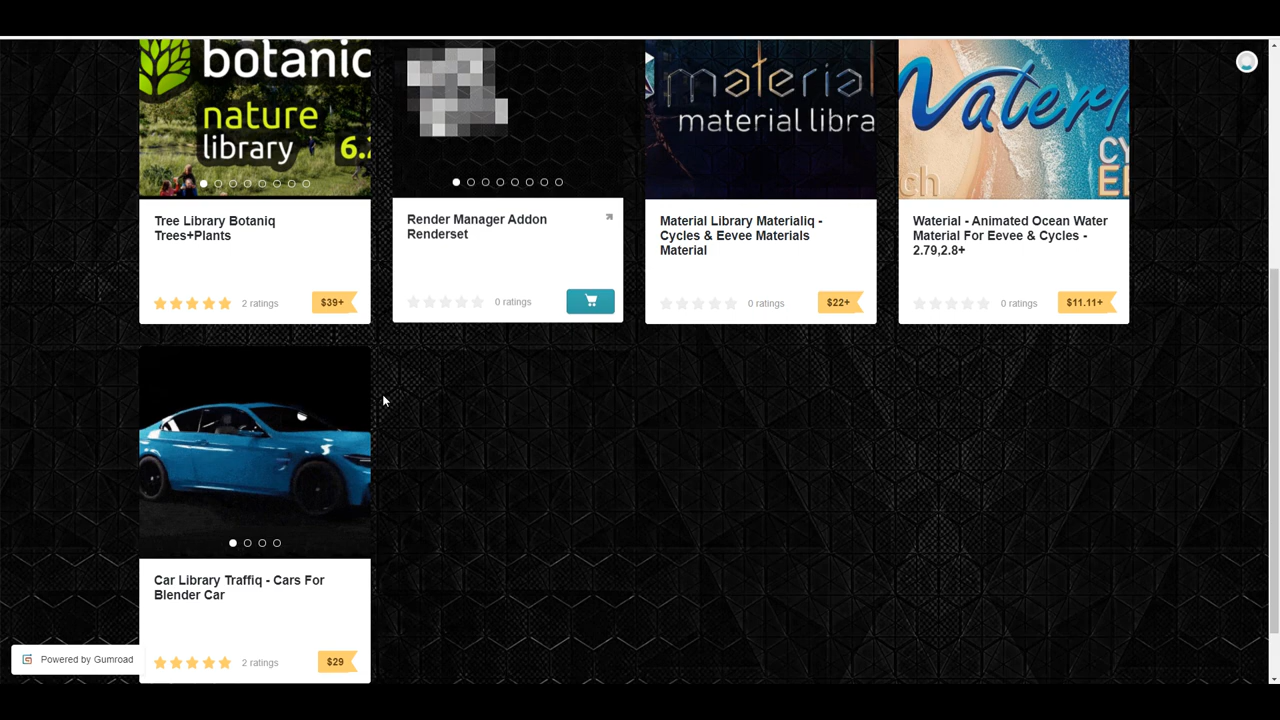 botanic
nature
library
6.
material
material libra
Water
ch
CY
E
Tree Library Botaniq
Trees+Plants
2 ratings
$39+
Render Manager Addon
Renderset
0 ratings
Material Library Materialiq -
Cycles & Eevee Materials
Material
0 ratings
$22+
Waterial - Animated Ocean Water
Material For Eevee & Cycles -
2.79,2.8+
0 ratings
$11.11+
Car Library Traffiq - Cars For
Blender Car
2 ratings
$29
Powered by Gumroad